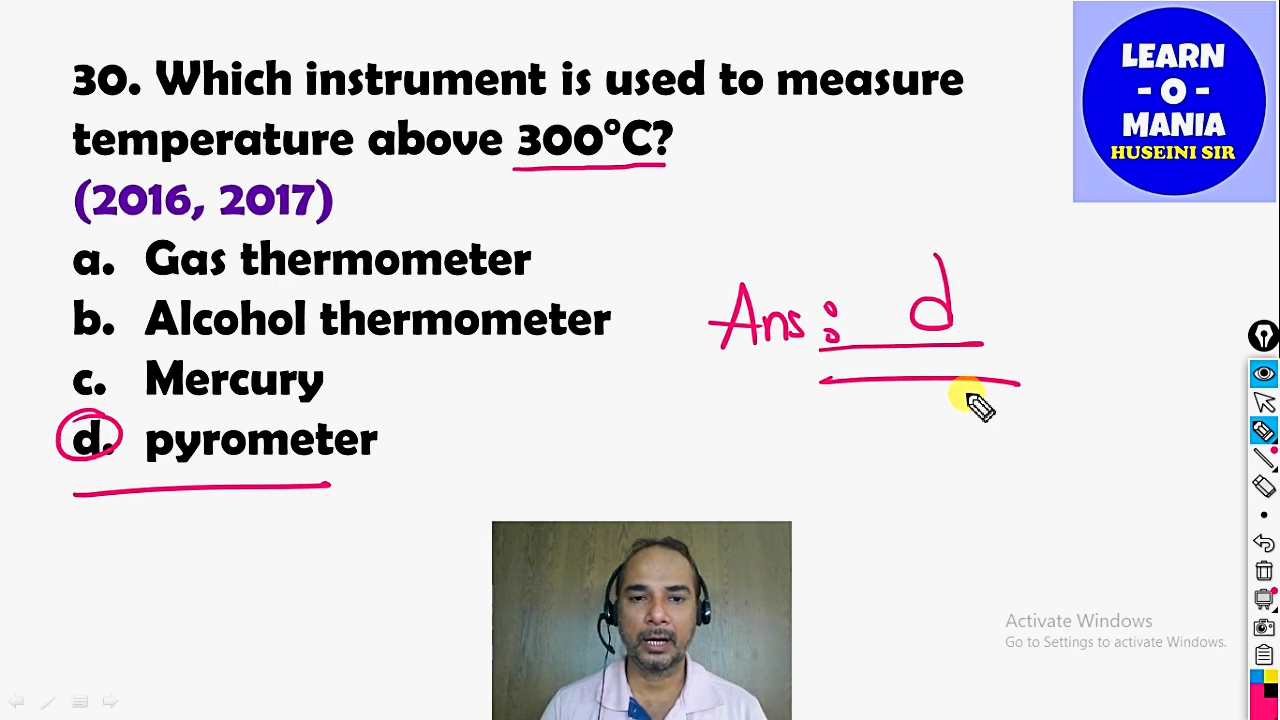 30. Which instrument is used to measure
temperature above 300°C?
(2016, 2017)
a. Gas thermometer
b. Alcohol thermometer
c. Mercury
d. pyrometer
Ans : d
LEARN
- O -
MANIA
HUSEINI SIR
Activate Windows
Go to Settings to activate Windows.